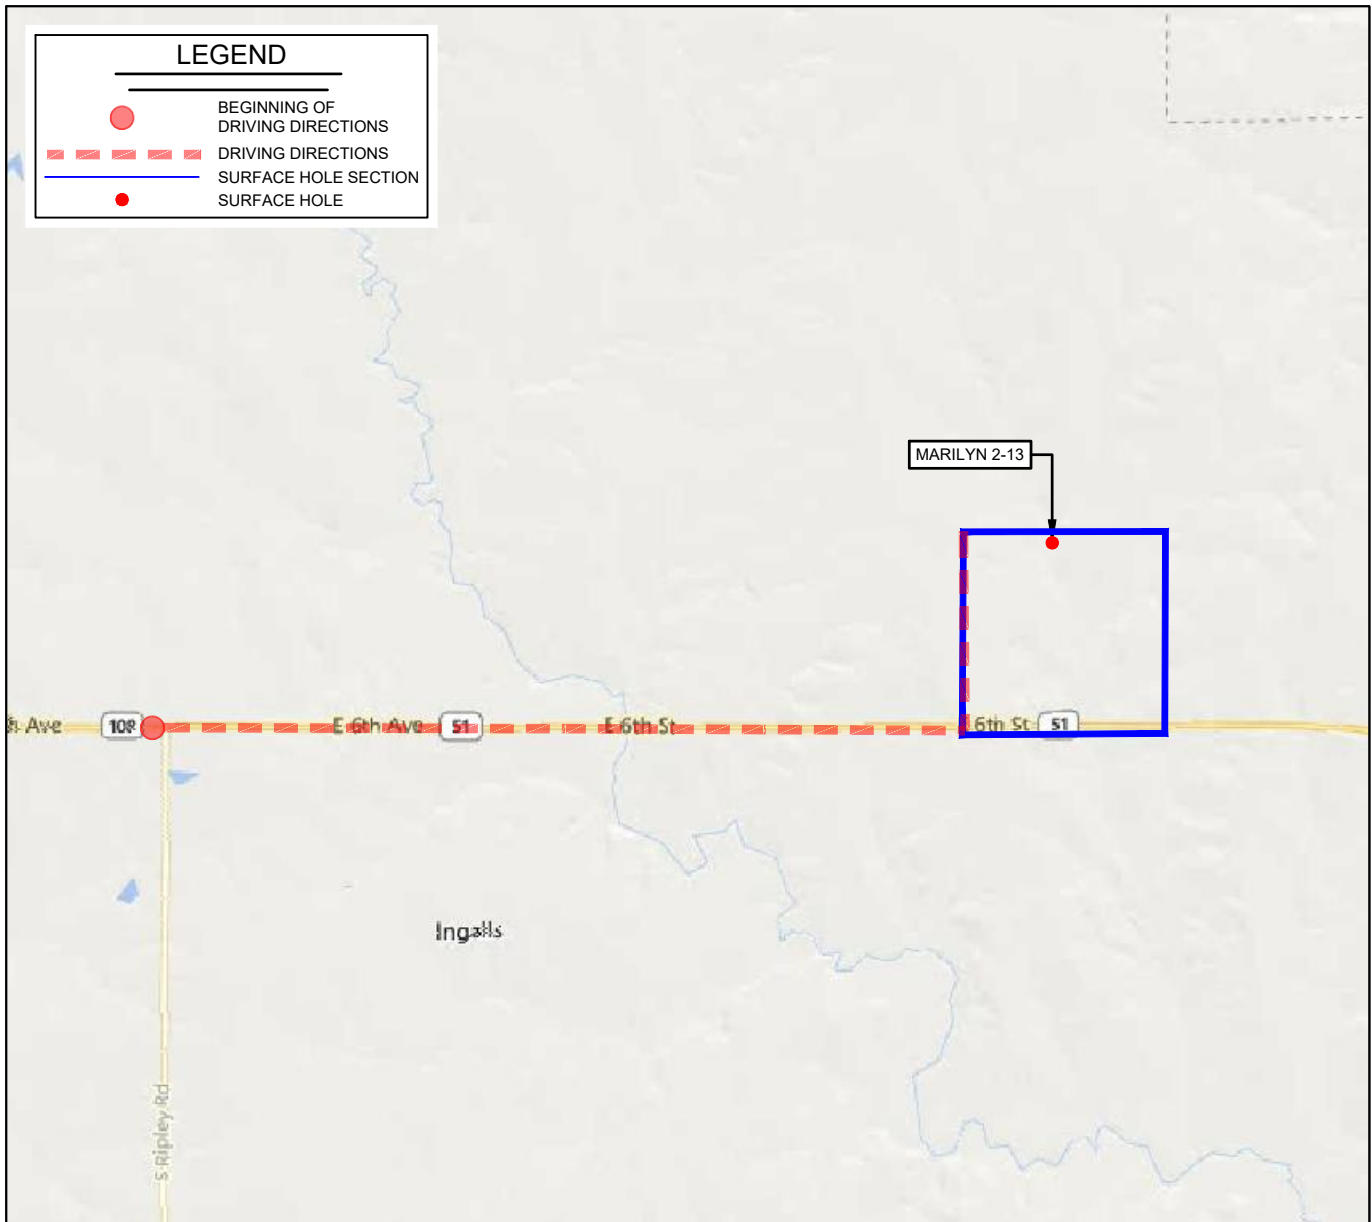 LEGEND
BEGINNING OF
DRIVING DIRECTIONS
DRIVING DIRECTIONS
SURFACE HOLE SECTION
SURFACE HOLE
MARILYN 2-13
Ave 108 E 6th Ave 51 E 6th St 6th St 51
Ingalls
S Ripley Rd